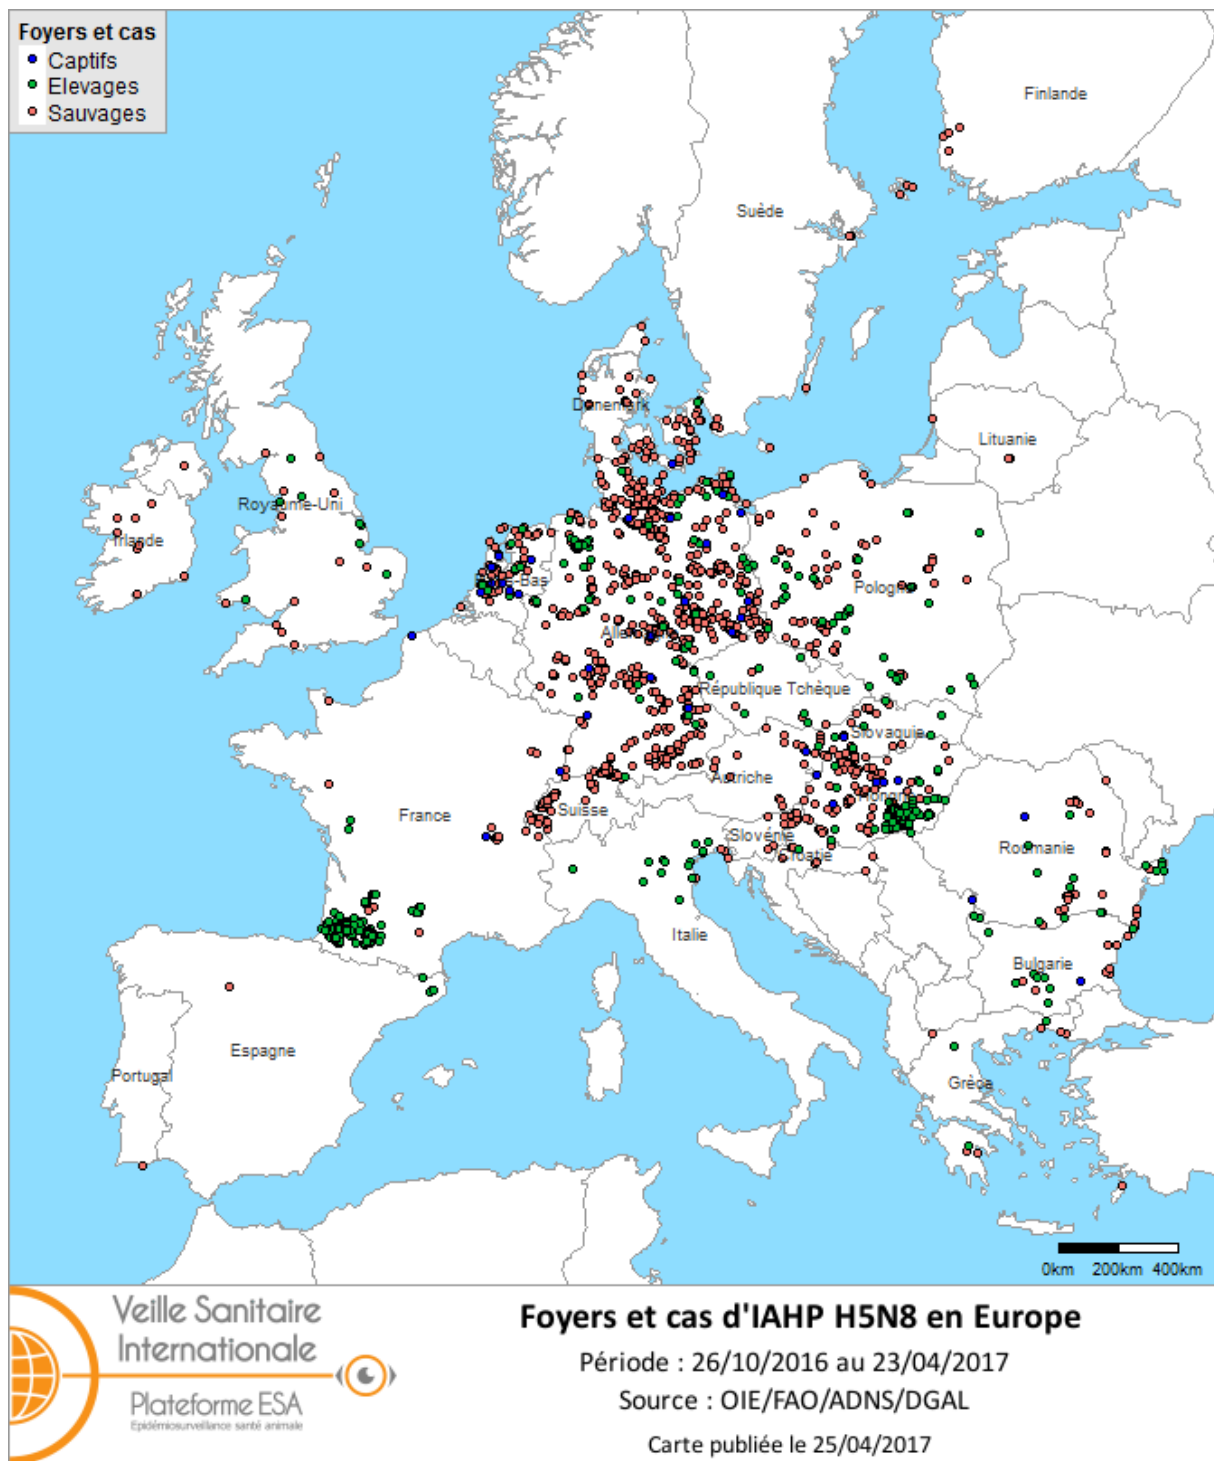 Foyers et cas
Captifs
Elevages
Sauvages
Finlande
Suède
Danemark
Lituanie
Royaume-Uni
Irlande
Pays-Bas
Pologne
Allemagne
République Tchèque
Slovaquie
Autriche
Hongrie
France
Suisse
Slovénie
Croatie
Roumanie
Italie
Bulgarie
Espagne
Portugal
Grèce
0km 200km 400km
Veille Sanitaire
Internationale
Plateforme ESA
Epidémiosurveillance santé animale
Foyers et cas d'IAHP H5N8 en Europe
Période : 26/10/2016 au 23/04/2017
Source : OIE/FAO/ADNS/DGAL
Carte publiée le 25/04/2017